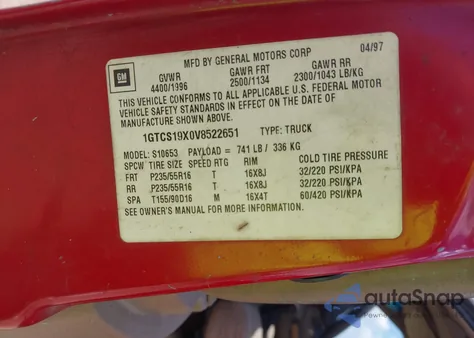 MFD BY GENERAL MOTORS CORP 04/97
GM GVWR GAWR FRT GAWR RR
4400/1996 2500/1134 2300/1043 LB/KG
THIS VEHICLE CONFORMS TO ALL APPLICABLE U.S. FEDERAL MOTOR
VEHICLE SAFETY STANDARDS IN EFFECT ON THE DATE OF
MANUFACTURE SHOWN ABOVE.
1GTCS19X0V8522651 TYPE: TRUCK
MODEL: S10653 PAYLOAD = 741 LB / 336 KG
SPCW TIRE SIZE SPEED RTG RIM COLD TIRE PRESSURE
FRT P235/55R16 T 16X8J 32/220 PSI/KPA
RR P235/55R16 T 16X8J 32/220 PSI/KPA
SPA T155/90D16 M 16X4T 60/420 PSI/KPA
SEE OWNER'S MANUAL FOR MORE INFORMATION.
autoSnap